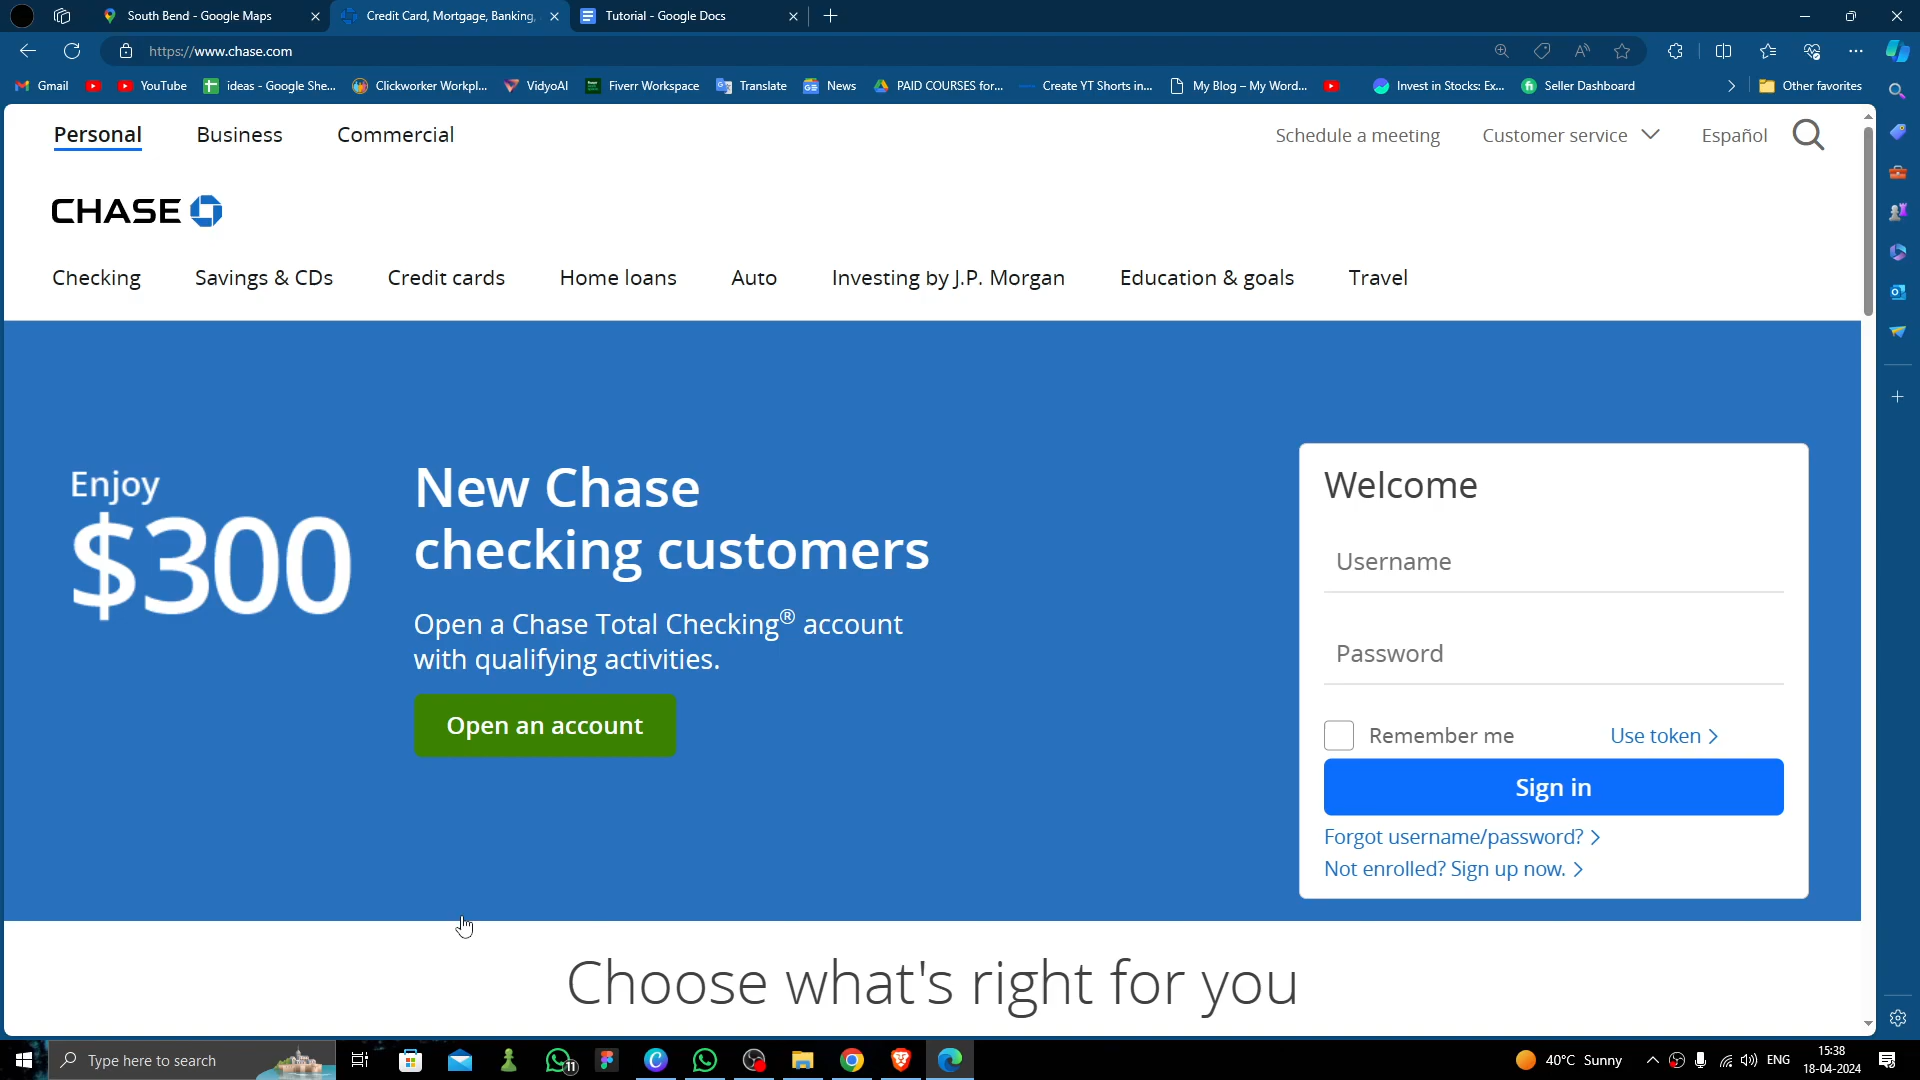 South Bend - Google Maps
Credit Card, Mortgage, Banking,
Tutorial - Google Docs
https://www.chase.com
Gmail
YouTube
ideas - Google She...
Clickworker Workpl...
VidyoAI
Fiverr Workspace
Translate
News
PAID COURSES for...
Create YT Shorts in...
My Blog – My Word...
Invest in Stocks: Ex...
Seller Dashboard
Other favorites
Personal
Business
Commercial
Schedule a meeting
Customer service
Español
CHASE
Checking
Savings & CDs
Credit cards
Home loans
Auto
Investing by J.P. Morgan
Education & goals
Travel
Enjoy
$300
New Chase
checking customers
Open a Chase Total Checking® account
with qualifying activities.
Open an account
Welcome
Username
Password
Remember me
Use token
Sign in
Forgot username/password?
Not enrolled? Sign up now.
Choose what's right for you
Type here to search
11
40°C Sunny
ENG
15:38
18-04-2024